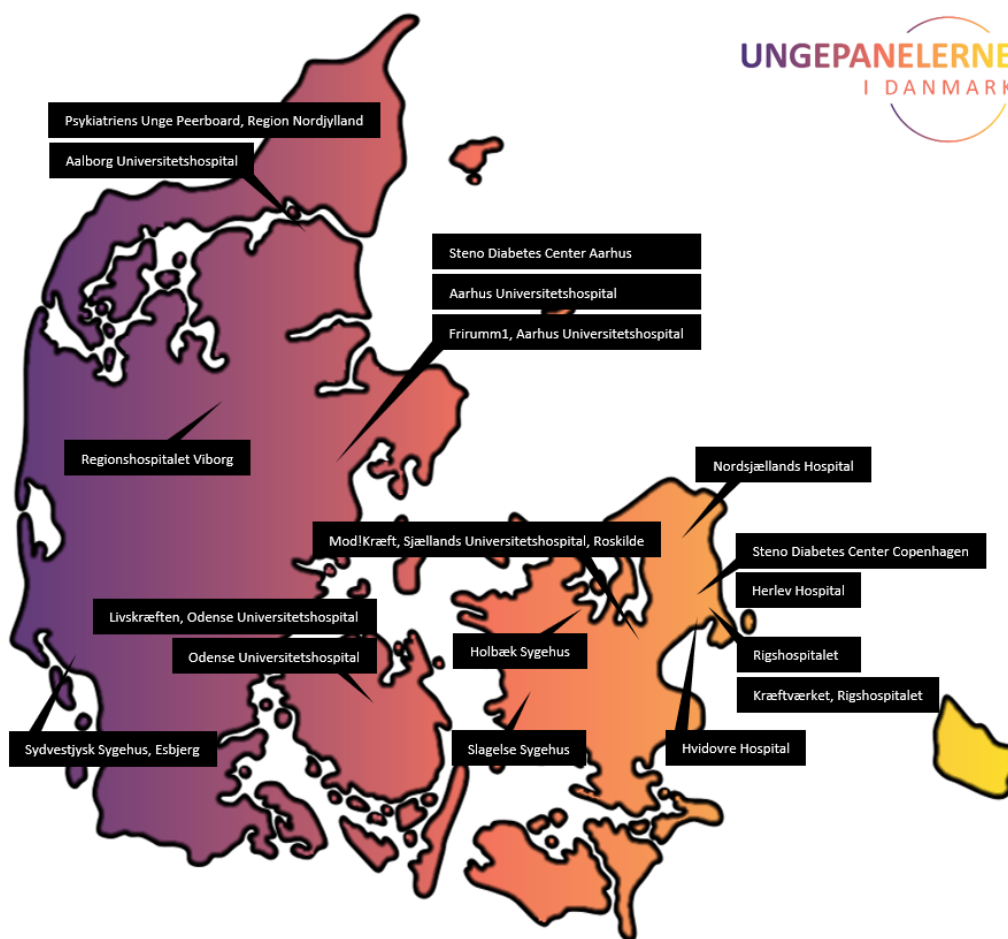 UNGEPANELERNE
I DANMARK
Psykiatriens Unge Peerboard, Region Nordjylland
Aalborg Universitetshospital
Steno Diabetes Center Aarhus
Aarhus Universitetshospital
Frirumm1, Aarhus Universitetshospital
Regionshospitalet Viborg
Nordsjællands Hospital
Mod!Kræft, Sjællands Universitetshospital, Roskilde
Steno Diabetes Center Copenhagen
Herlev Hospital
Livskræften, Odense Universitetshospital
Holbæk Sygehus
Odense Universitetshospital
Rigshospitalet
Kræftværket, Rigshospitalet
Sydvestjysk Sygehus, Esbjerg
Slagelse Sygehus
Hvidovre Hospital